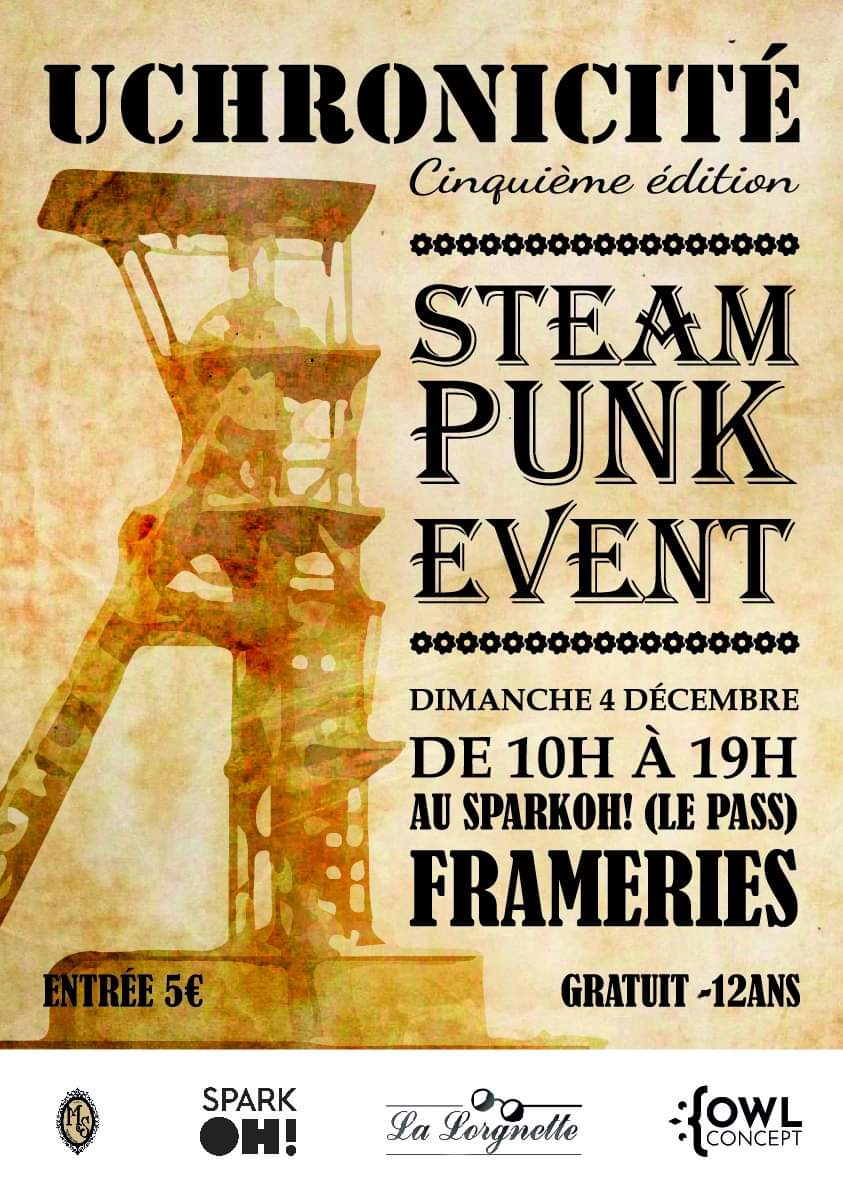 UCHRONICITÉ
Cinquième édition
STEAM
PUNK
EVENT
DIMANCHE 4 DÉCEMBRE
DE 10H À 19H
AU SPARKOH! (LE PASS)
FRAMERIES
ENTRÉE 5€
GRATUIT -12ANS
MS
SPARK
OH!
La Lorgnette
OWL
CONCEPT